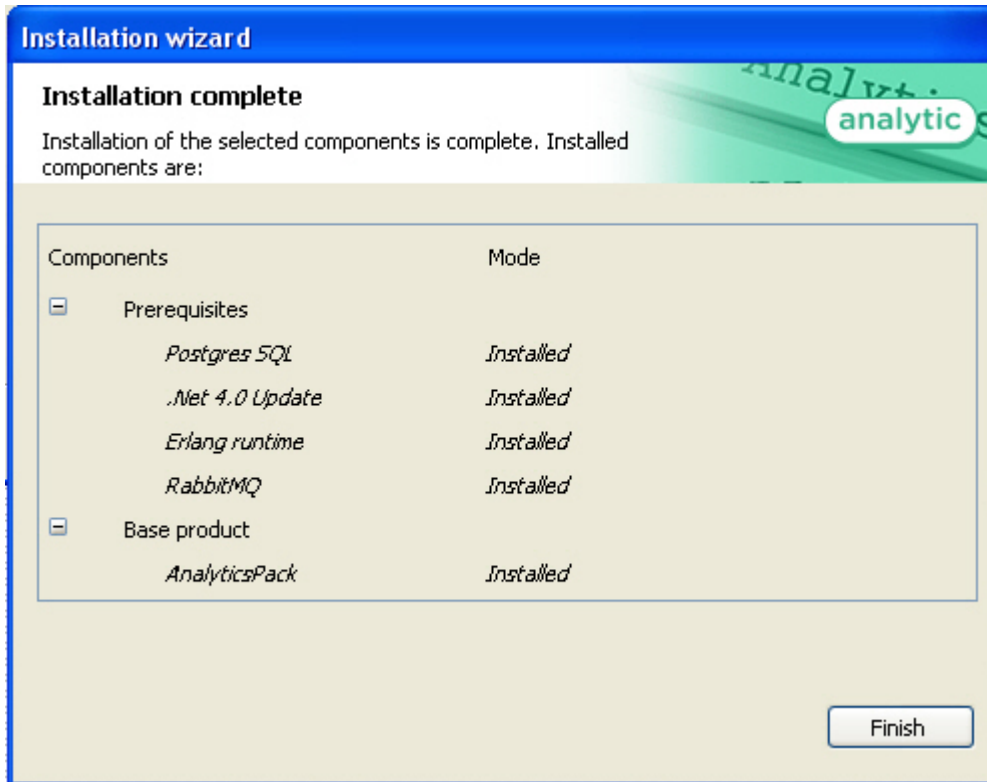 Installation wizard
Installation complete
Analytics
analytic
Installation of the selected components is complete. Installed
components are:
Components Mode
Prerequisites
Postgres SQL Installed
.Net 4.0 Update Installed
Erlang runtime Installed
RabbitMQ Installed
Base product
AnalyticsPack Installed
Finish